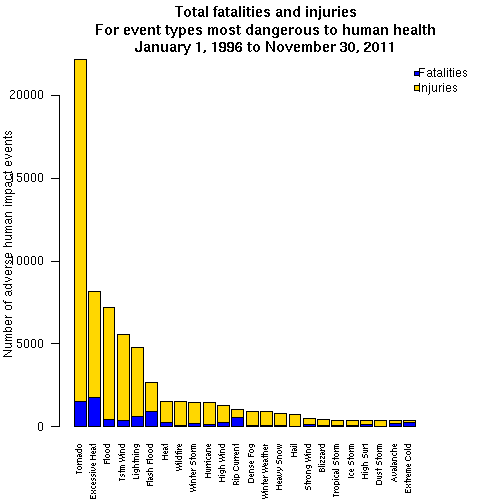 Total fatalities and injuries
For event types most dangerous to human health
January 1, 1996 to November 30, 2011
Fatalities
Injuries
Number of adverse human impact events
20000
15000
10000
5000
0
Tornado
Excessive Heat
Flood
Tstm Wind
Lightning
Flash Flood
Heat
Wildfire
Winter Storm
Hurricane
High Wind
Rip Current
Dense Fog
Winter Weather
Heavy Snow
Hail
Strong Wind
Blizzard
Tropical Storm
Ice Storm
High Surf
Dust Storm
Avalanche
Extreme Cold